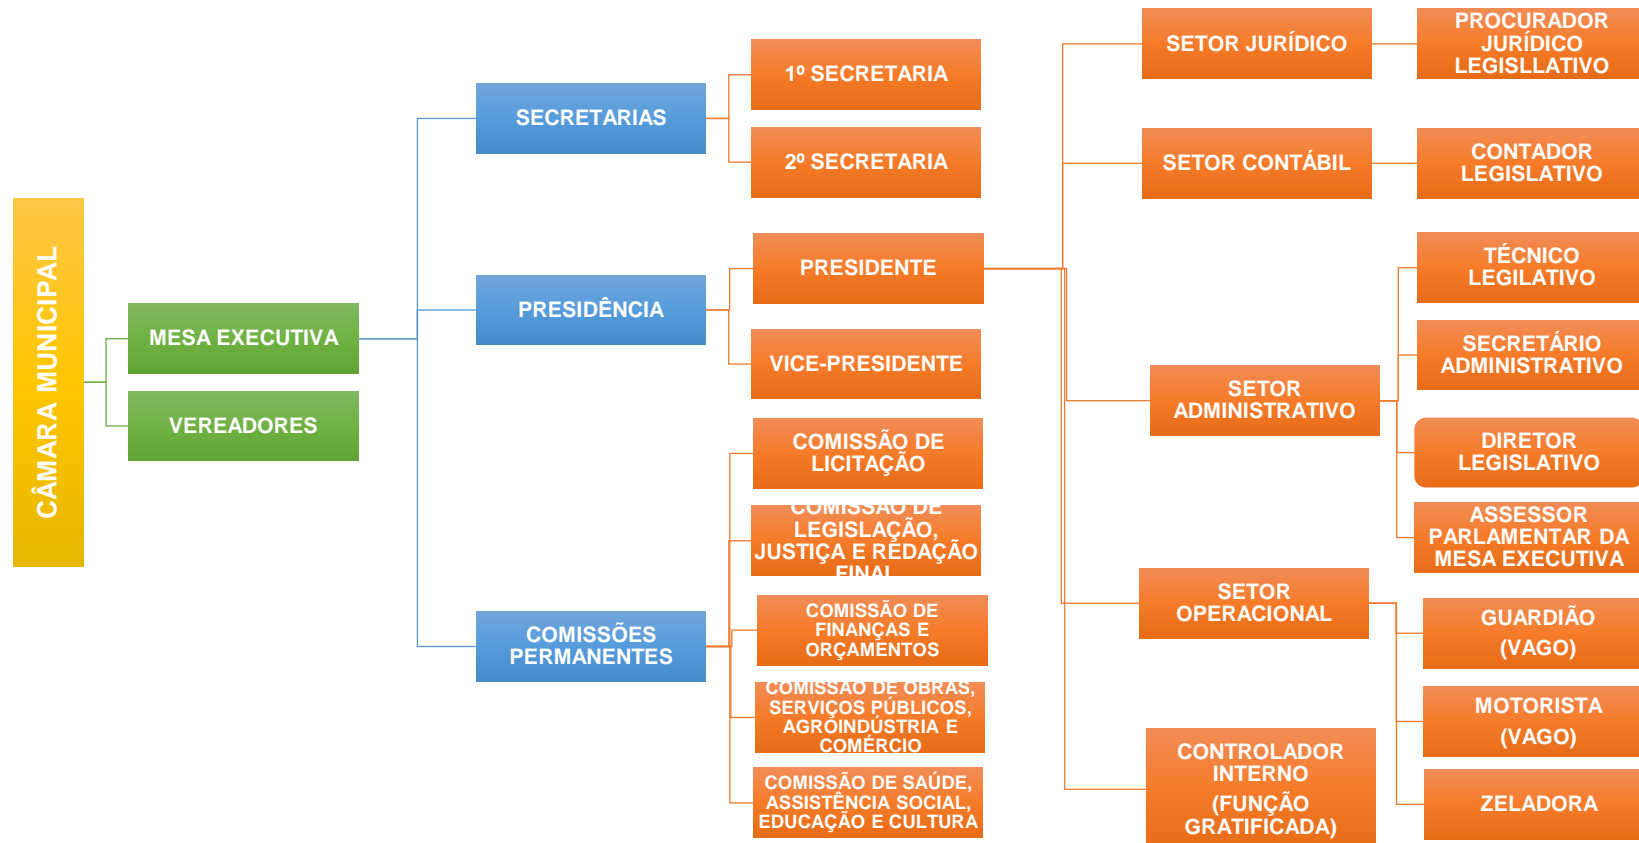 CÂMARA MUNICIPAL
MESA EXECUTIVA
VEREADORES
SECRETARIAS
PRESIDÊNCIA
COMISSÕES
PERMANENTES
1º SECRETARIA
2º SECRETARIA
PRESIDENTE
VICE-PRESIDENTE
COMISSÃO DE
LICITAÇÃO
COMISSÃO DE
LEGISLAÇÃO,
JUSTIÇA E REDAÇÃO
FINAL
COMISSÃO DE
FINANÇAS E
ORÇAMENTOS
COMISSÃO DE OBRAS,
SERVIÇOS PÚBLICOS,
AGROINDÚSTRIA E
COMÉRCIO
COMISSÃO DE SAÚDE,
ASSISTÊNCIA SOCIAL,
EDUCAÇÃO E CULTURA
SETOR JURÍDICO
SETOR CONTÁBIL
SETOR
ADMINISTRATIVO
SETOR
OPERACIONAL
CONTROLADOR
INTERNO
(FUNÇÃO
GRATIFICADA)
PROCURADOR
JURÍDICO
LEGISLLATIVO
CONTADOR
LEGISLATIVO
TÉCNICO
LEGILATIVO
SECRETÁRIO
ADMINISTRATIVO
DIRETOR
LEGISLATIVO
ASSESSOR
PARLAMENTAR DA
MESA EXECUTIVA
GUARDIÃO
(VAGO)
MOTORISTA
(VAGO)
ZELADORA